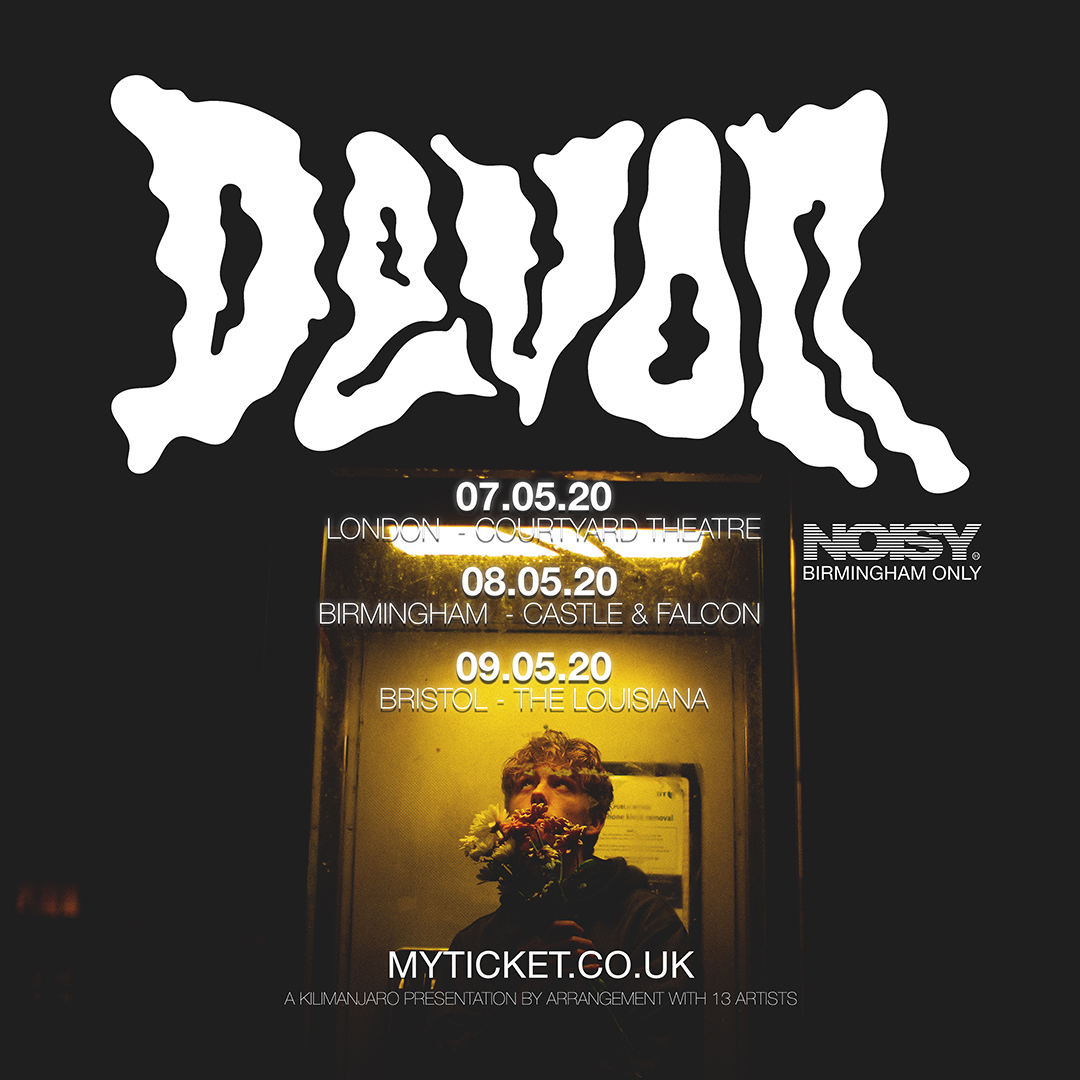 Devon
07.05.20
LONDON - COURTYARD THEATRE
NOISY®
BIRMINGHAM ONLY
08.05.20
BIRMINGHAM - CASTLE & FALCON
09.05.20
BRISTOL - THE LOUISIANA
removal
MYTICKET.CO.UK
A KILIMANJARO PRESENTATION BY ARRANGEMENT WITH 13 ARTISTS